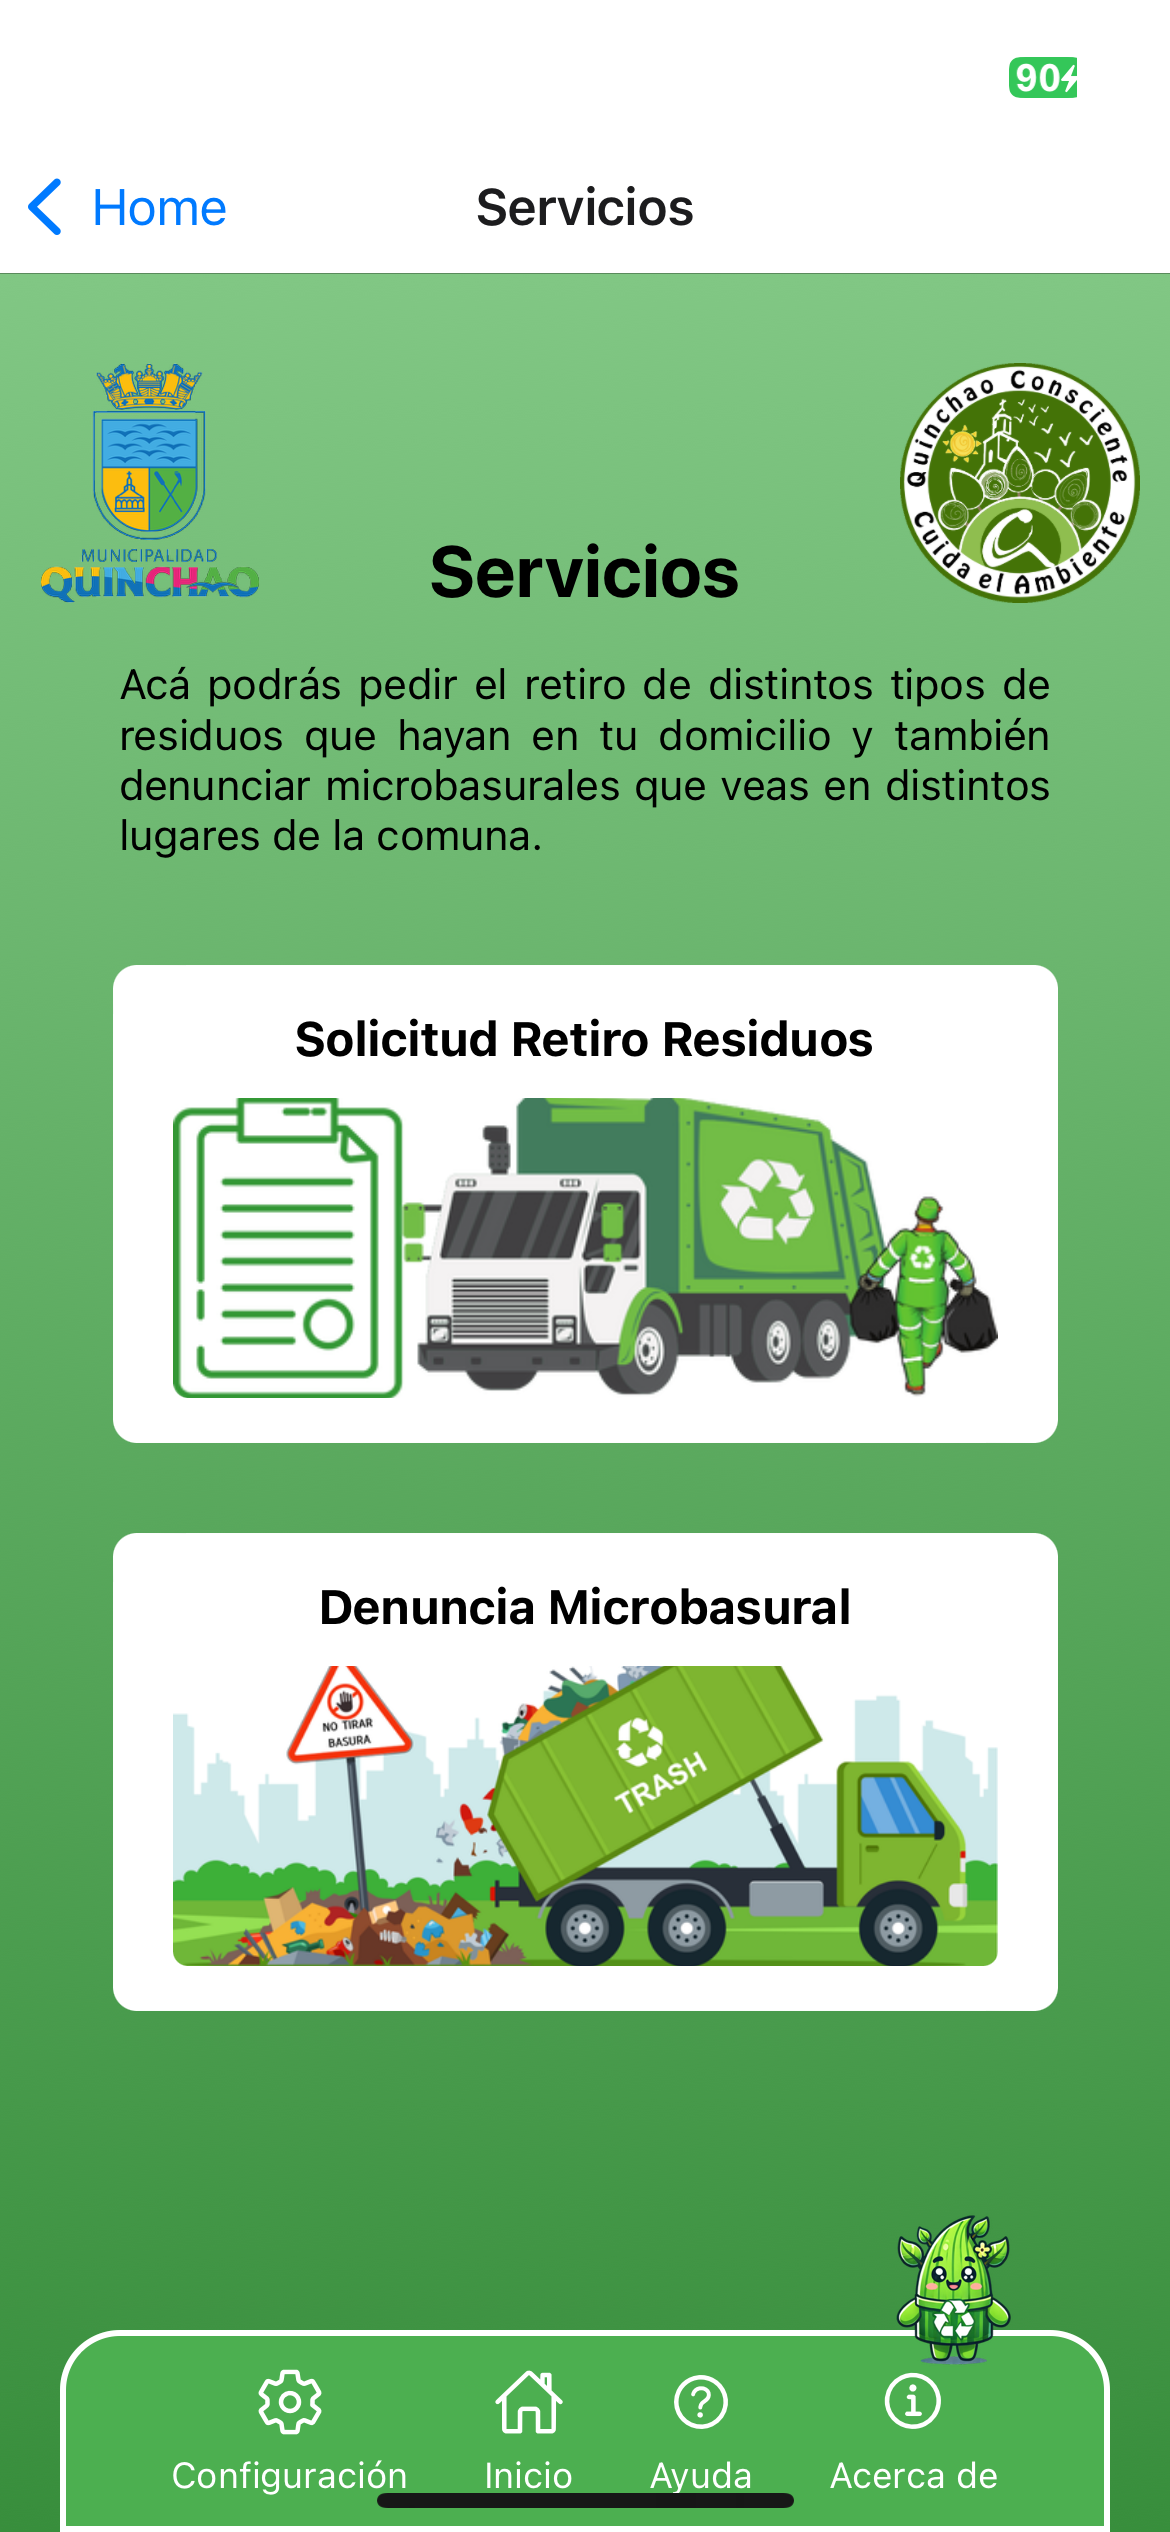 90
Home
Servicios
MUNICIPALIDAD
QUINCHAO
Quinchao Consciente
Cuida el Ambiente
Servicios
Acá podrás pedir el retiro de distintos tipos de
residuos que hayan en tu domicilio y también
denunciar microbasurales que veas en distintos
lugares de la comuna.
Solicitud Retiro Residuos
Denuncia Microbasural
NO TIRAR
BASURA
TRASH
Configuración
Inicio
Ayuda
Acerca de